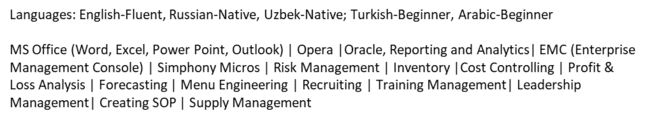 Languages: English-Fluent, Russian-Native, Uzbek-Native; Turkish-Beginner, Arabic-Beginner
MS Office (Word, Excel, Power Point, Outlook) | Opera |Oracle, Reporting and Analytics| EMC (Enterprise
Management Console) | Simphony Micros | Risk Management | Inventory |Cost Controlling | Profit &
Loss Analysis | Forecasting | Menu Engineering | Recruiting | Training Management| Leadership
Management| Creating SOP | Supply Management